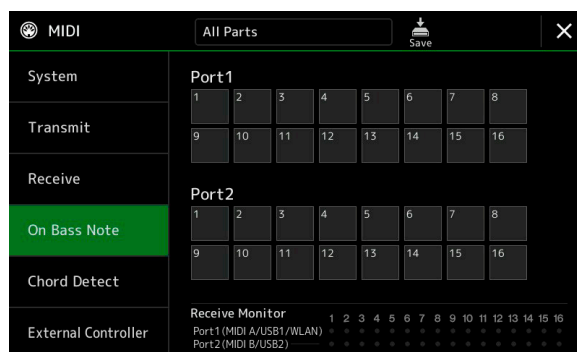 MIDI
All Parts
Save
System
Transmit
Receive
On Bass Note
Chord Detect
External Controller
Port1
1 2 3 4 5 6 7 8
9 10 11 12 13 14 15 16
Port2
1 2 3 4 5 6 7 8
9 10 11 12 13 14 15 16
Receive Monitor 1 2 3 4 5 6 7 8 9 10 11 12 13 14 15 16
Port1(MIDI A/USB1/WLAN)
Port2(MIDI B/USB2)